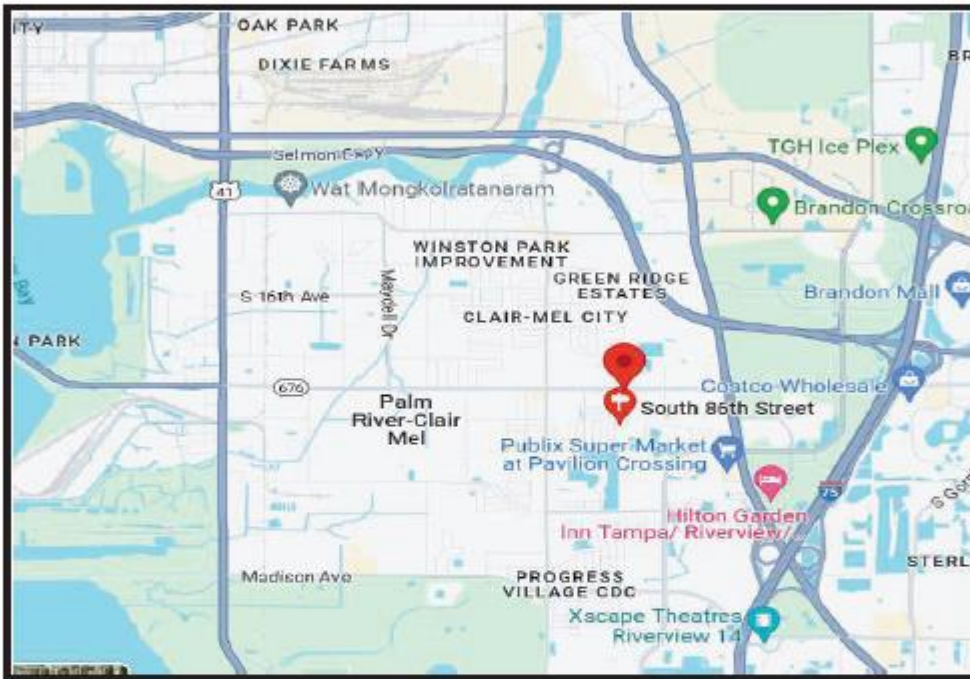 ITY
OAK PARK
DIXIE FARMS
BR
TGH Ice Plex
Selmon Expy
41
Wat Mongkolratanaram
Brandon Crossro
WINSTON PARK
IMPROVEMENT
GREEN RIDGE
ESTATES
Maydell Dr
S 16th Ave
Brandon Mall
CLAIR-MEL CITY
N PARK
676
Costco Wholesale
Palm
River-Clair
Mel
South 86th Street
Publix Super Market
at Pavilion Crossing
75
Hilton Garden
Inn Tampa/ Riverview/...
Madison Ave
PROGRESS
VILLAGE CDC
STERL
Xscape Theatres
Riverview 14